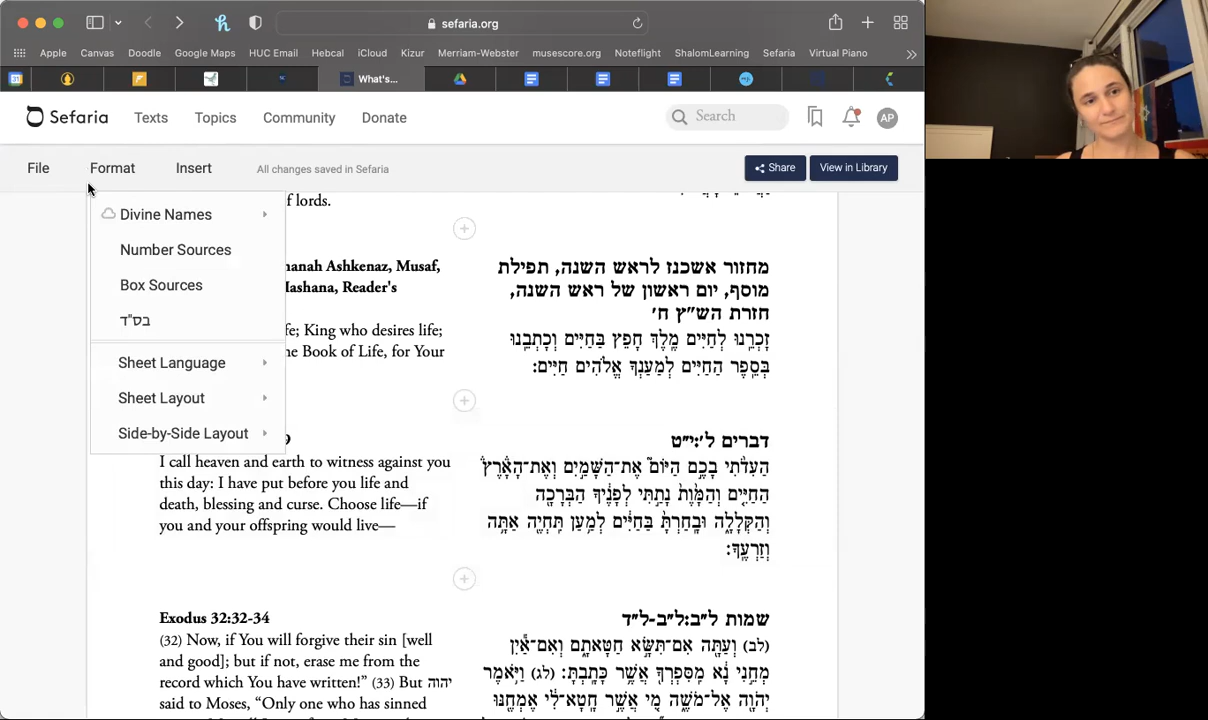 sefaria.org
Apple Canvas Doodle Google Maps HUC Email Hebcal iCloud Kizur Merriam-Webster musescore.org Noteflight ShalomLearning Sefaria Virtual Piano
What's...
Sefaria Texts Topics Community Donate Search AP
File Format Insert All changes saved in Sefaria Share View in Library
Divine Names
Number Sources
Box Sources
בס"ד
Sheet Language
Sheet Layout
Side-by-Side Layout
of lords.
hanah Ashkenaz, Musaf,
Hashana, Reader's
fe; King who desires life;
he Book of Life, for Your
מחזור אשכנז לראש השנה, תפילת
מוסף, יום ראשון של ראש השנה,
חזרת הש״ץ ח׳
זָכְרֵֽנוּ לְחַיִּים מֶֽלֶךְ חָפֵץ בַּחַיִּים וְכָתְבֵֽנוּ
בְּסֵֽפֶר הַחַיִּים לְמַעַנְךָ אֱלֹהִים חַיִּים:
9
I call heaven and earth to witness against you
this day: I have put before you life and
death, blessing and curse. Choose life—if
you and your offspring would live—
דברים ל׳:י״ט
הַעִדֹ֨תִי בָכֶ֣ם הַיּוֹם֮ אֶת־הַשָּׁמַ֣יִם וְאֶת־הָאָ֒רֶץ֒
הַחַיִּ֤ים וְהַמָּ֙וֶת֙ נָתַ֣תִּי לְפָנֶ֔יךָ הַבְּרָכָ֖ה
וְהַקְּלָלָ֑ה וּבָֽחַרְתָּ֙ בַּחַיִּ֔ים לְמַ֥עַן תִּֽחְיֶ֖ה אַתָּ֥ה
וְזַרְעֶֽךָ׃
Exodus 32:32-34
(32) Now, if You will forgive their sin [well
and good]; but if not, erase me from the
record which You have written!” (33) But יהוה
said to Moses, “Only one who has sinned
שמות ל״ב:ל״ב-ל״ד
(לב) וְעַתָּ֖ה אִם־תִּשָּׂ֣א חַטָּאתָ֑ם וְאִם־אַ֕יִן
מְחֵ֣נִי נָ֔א מִֽסִּפְרְךָ֖ אֲשֶׁ֥ר כָּתָֽבְתָּ׃ (לג) וַיֹּ֥אמֶר
יְהֹוָ֖ה אֶל־מֹשֶׁ֑ה מִ֚י אֲשֶׁ֣ר חָֽטָא־לִ֔י אֶמְחֶ֖נּוּ